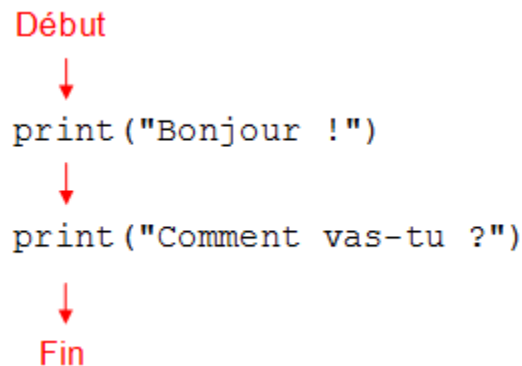 Début
print("Bonjour !")
print("Comment vas-tu ?")
Fin